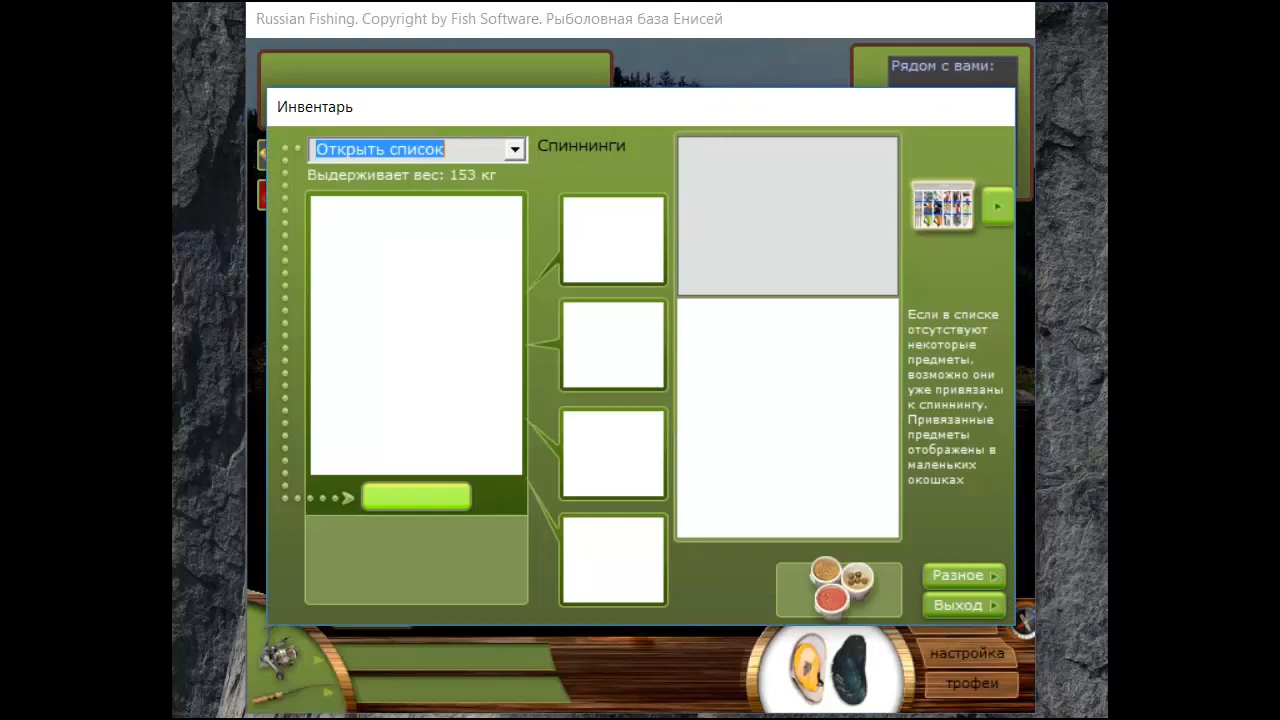 Russian Fishing. Copyright by Fish Software. Рыболовная база Енисей
Рядом с вами:
Инвентарь
Открыть список
Спиннинги
Выдерживает вес: 153 кг
Если в списке
отсутствуют
некоторые
предметы,
возможно они
уже привязаны
к спиннингу.
Привязанные
предметы
отображены в
маленьких
окошках
Разное
Выход
настройка
трофеи